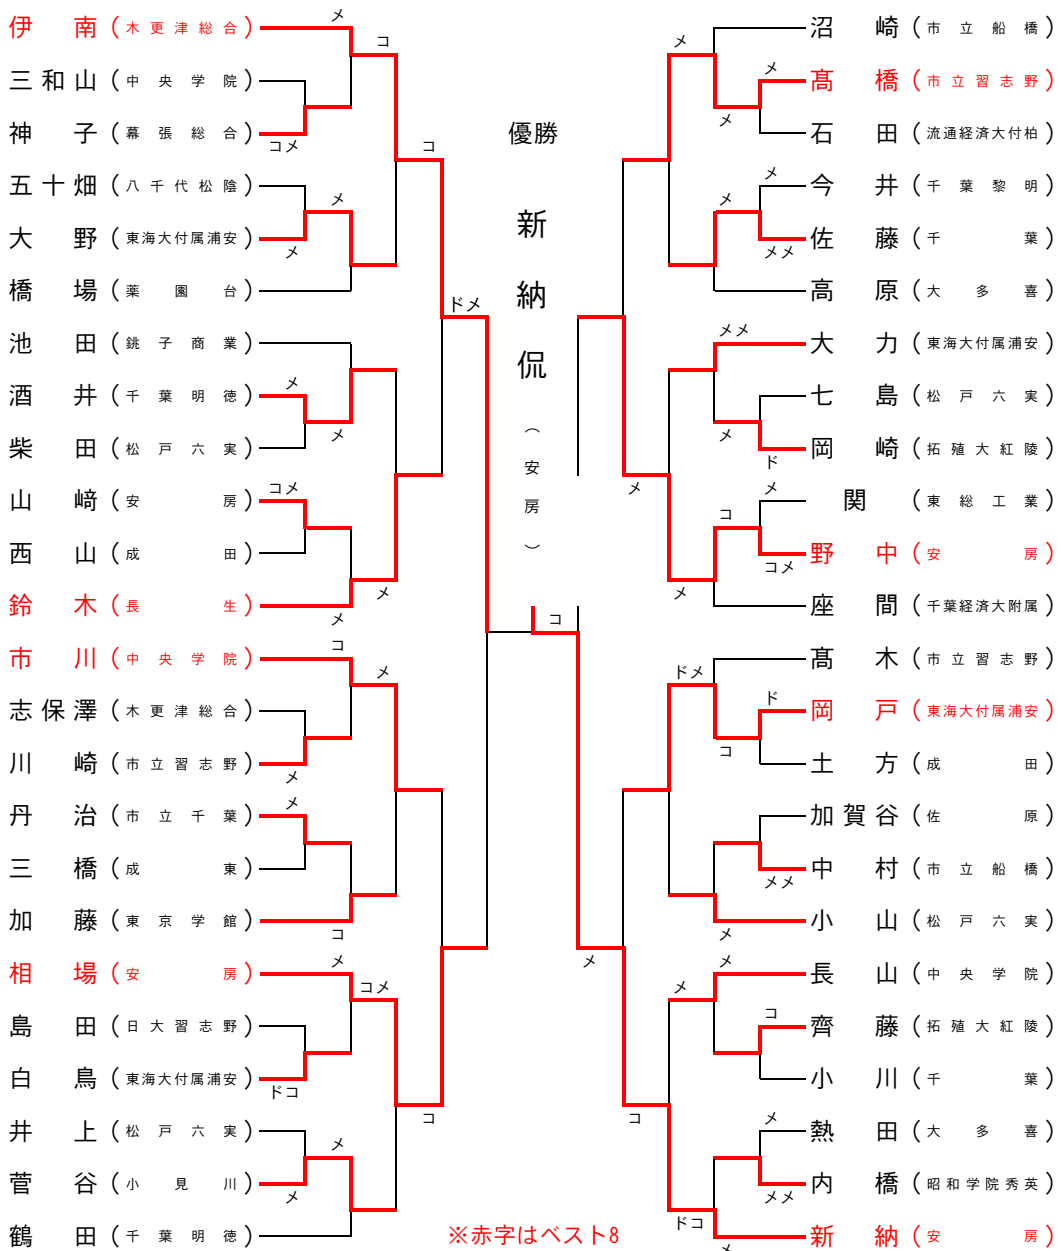 優勝
新納侃（安房）
伊南（木更津総合）
三和山（中央学院）
神子（幕張総合）
五十畑（八千代松陰）
大野（東海大付属浦安）
橋場（薬園台）
池田（銚子商業）
酒井（千葉明徳）
柴田（松戸六実）
山﨑（安房）
西山（成田）
鈴木（長生）
市川（中央学院）
志保澤（木更津総合）
川崎（市立習志野）
丹治（市立千葉）
三橋（成東）
加藤（東京学館）
相場（安房）
島田（日大習志野）
白鳥（東海大付属浦安）
井上（松戸六実）
菅谷（小見川）
鶴田（千葉明徳）
メ
コ
コメ
コ
メ
メ
ドメ
メ
メ
コメ
メ
メ
コ
メ
メ
メ
コ
メ
コメ
ドコ
コ
メ
メ
沼崎（市立船橋）
髙橋（市立習志野）
石田（流通経済大付柏）
今井（千葉黎明）
佐藤（千葉）
高原（大多喜）
大力（東海大付属浦安）
七島（松戸六実）
岡崎（拓殖大紅陵）
関（東総工業）
野中（安房）
座間（千葉経済大附属）
髙木（市立習志野）
岡戸（東海大付属浦安）
土方（成田）
加賀谷（佐原）
中村（市立船橋）
小山（松戸六実）
長山（中央学院）
齊藤（拓殖大紅陵）
小川（千葉）
熱田（大多喜）
内橋（昭和学院秀英）
新納（安房）
メ
メ
メ
メ
メ
メメ
メメ
メ
ド
メ
メ
コ
コメ
メ
コ
ドメ
ド
コ
メメ
メ
メ
メ
メ
コ
コ
メ
メメ
ドコ
メ
※赤字はベスト8